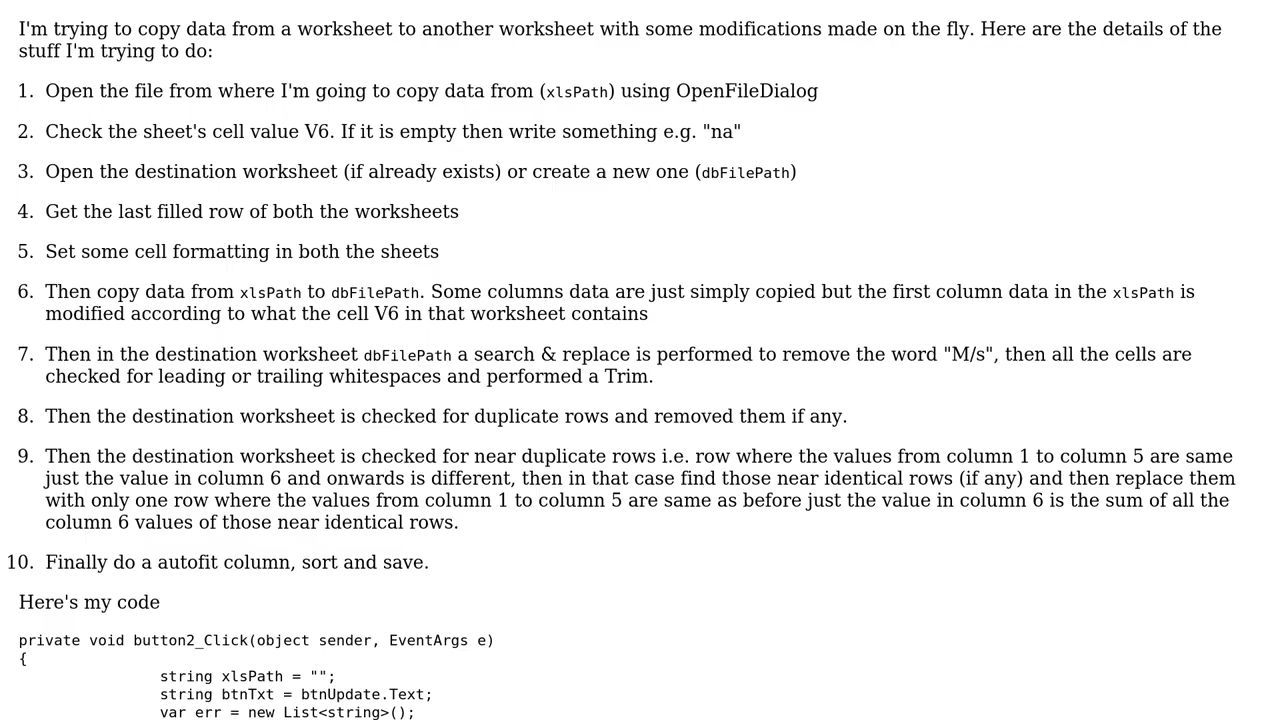 I'm trying to copy data from a worksheet to another worksheet with some modifications made on the fly. Here are the details of the
stuff I'm trying to do:
1. Open the file from where I'm going to copy data from (xlsPath) using OpenFileDialog
2. Check the sheet's cell value V6. If it is empty then write something e.g. "na"
3. Open the destination worksheet (if already exists) or create a new one (dbFilePath)
4. Get the last filled row of both the worksheets
5. Set some cell formatting in both the sheets
6. Then copy data from xlsPath to dbFilePath. Some columns data are just simply copied but the first column data in the xlsPath is
modified according to what the cell V6 in that worksheet contains
7. Then in the destination worksheet dbFilePath a search & replace is performed to remove the word "M/s", then all the cells are
checked for leading or trailing whitespaces and performed a Trim.
8. Then the destination worksheet is checked for duplicate rows and removed them if any.
9. Then the destination worksheet is checked for near duplicate rows i.e. row where the values from column 1 to column 5 are same
just the value in column 6 and onwards is different, then in that case find those near identical rows (if any) and then replace them
with only one row where the values from column 1 to column 5 are same as before just the value in column 6 is the sum of all the
column 6 values of those near identical rows.
10. Finally do a autofit column, sort and save.
Here's my code
private void button2_Click(object sender, EventArgs e)
{
string xlsPath = "";
string btnTxt = btnUpdate.Text;
var err = new List<string>();